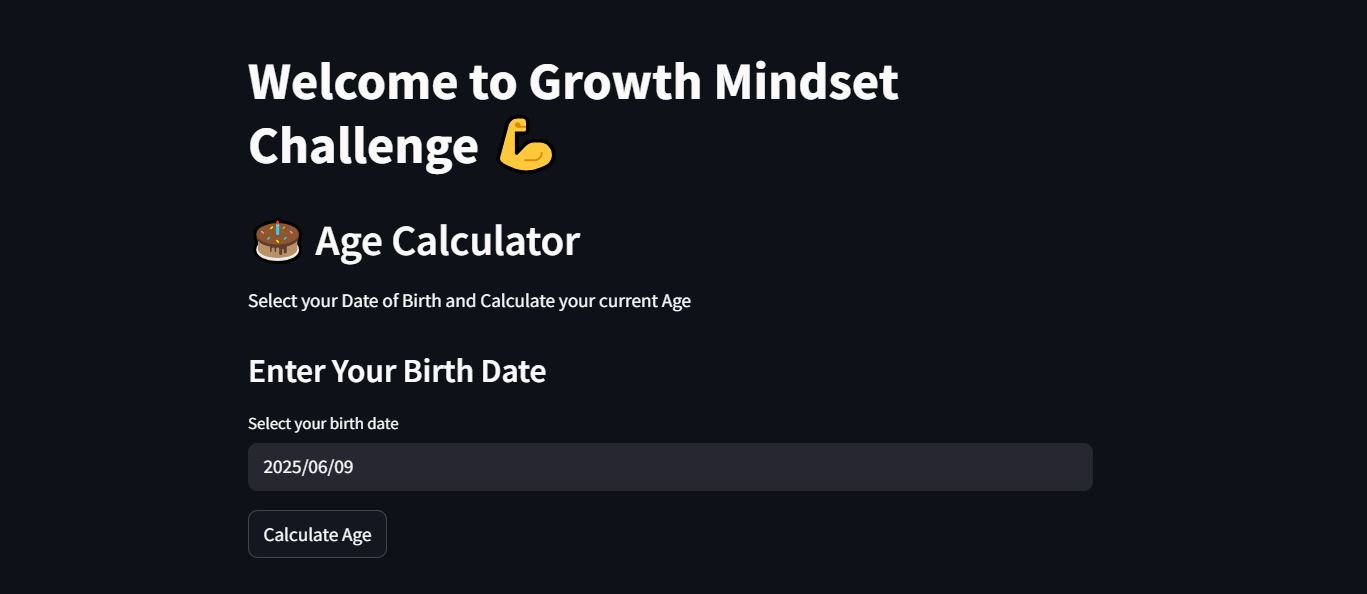 Welcome to Growth Mindset
Challenge 💪
🎂 Age Calculator
Select your Date of Birth and Calculate your current Age
Enter Your Birth Date
Select your birth date
2025/06/09
Calculate Age